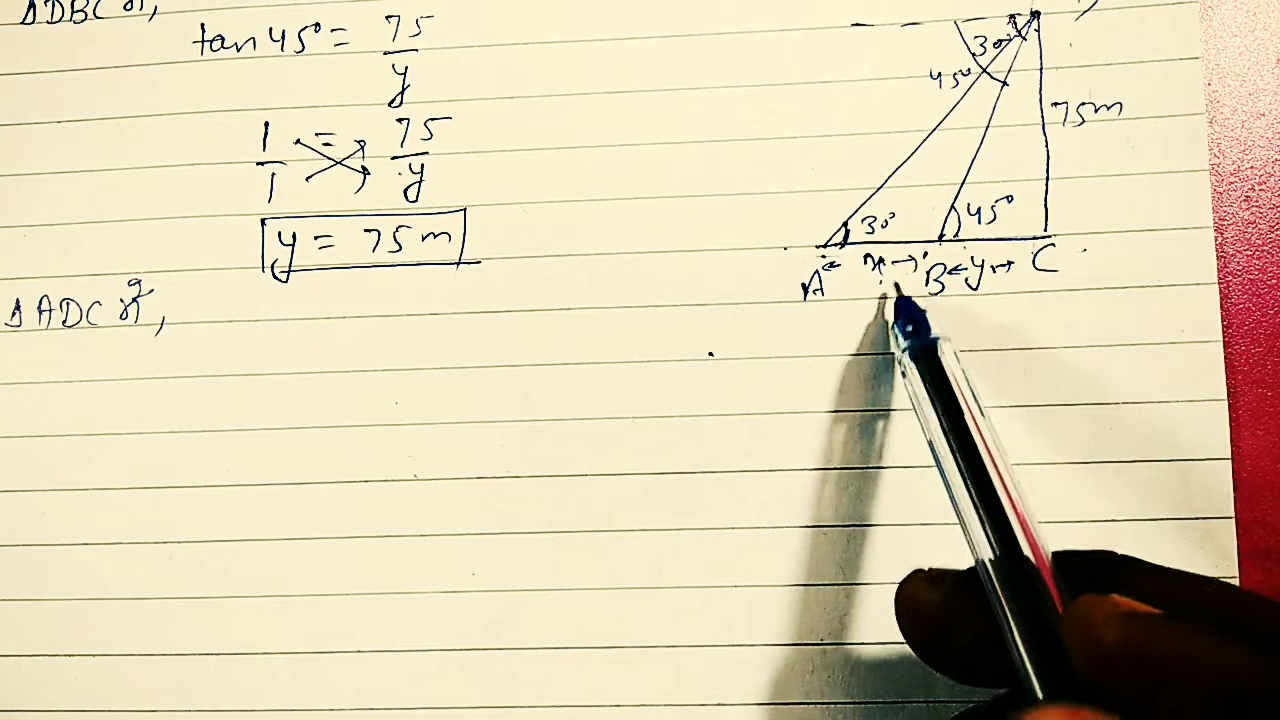 ΔDBC में,
tan 45° = 75/y
1/1 = 75/y
y = 75 m
ΔADC में,
30°
45°
75m
30°
45°
A x B y C